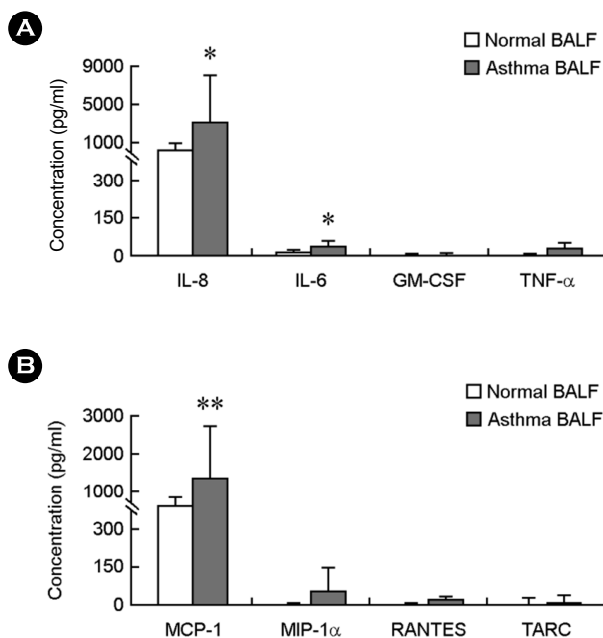 A
Normal BALF
Asthma BALF
Concentration (pg/ml)
9000
5000
1000
300
150
0
*
*
IL-8 IL-6 GM-CSF TNF-α
B
Normal BALF
Asthma BALF
Concentration (pg/ml)
3000
1000
300
150
0
**
MCP-1 MIP-1α RANTES TARC